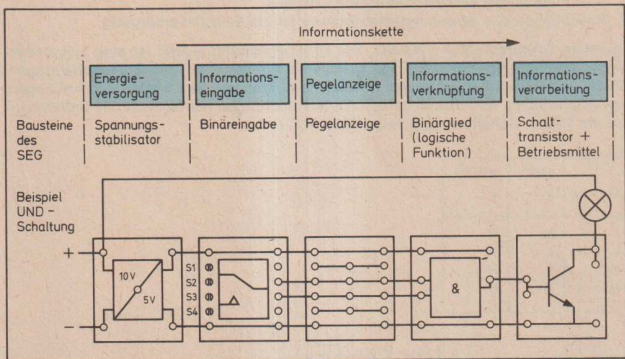 Informationskette
Energie-
versorgung
Informations-
eingabe
Pegelanzeige
Informations-
verknüpfung
Informations-
verarbeitung
Bausteine
des
SEG
Spannungs-
stabilisator
Binäreingabe
Pegelanzeige
Binärglied
(logische
Funktion)
Schalt-
transistor +
Betriebsmittel
Beispiel
UND -
Schaltung
+
−
10V
5V
S1
S2
S3
S4
&